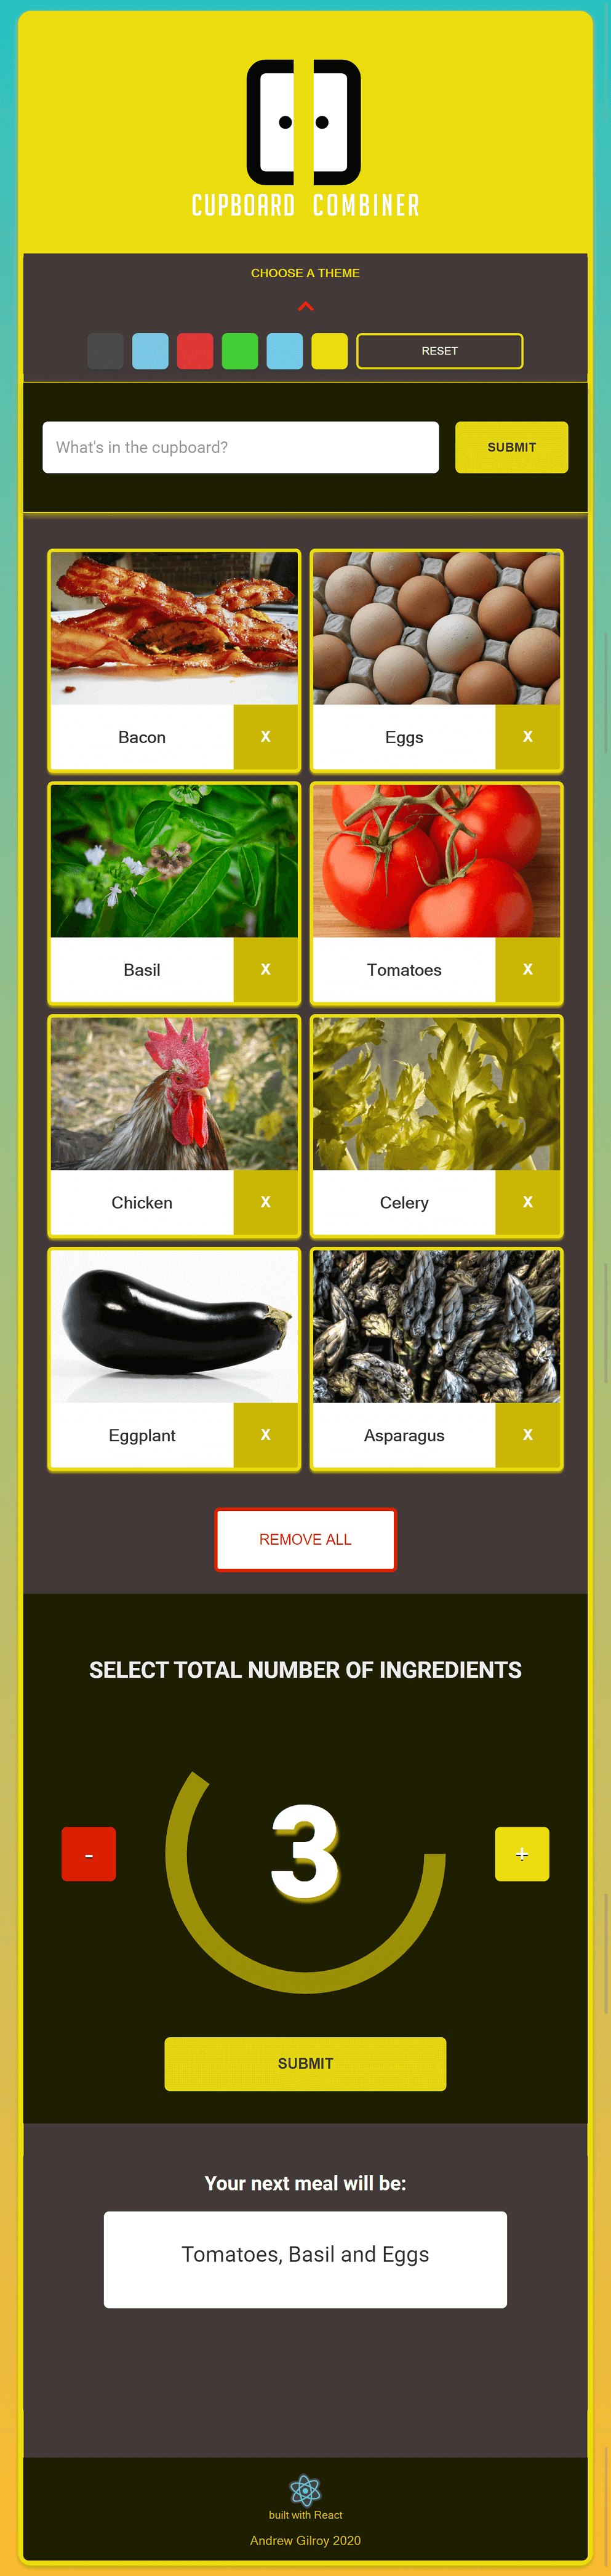 CUPBOARD COMBINER
CHOOSE A THEME
RESET
What's in the cupboard?
SUBMIT
Bacon
X
Eggs
X
Basil
X
Tomatoes
X
Chicken
X
Celery
X
Eggplant
X
Asparagus
X
REMOVE ALL
SELECT TOTAL NUMBER OF INGREDIENTS
-
3
+
SUBMIT
Your next meal will be:
Tomatoes, Basil and Eggs
built with React
Andrew Gilroy 2020